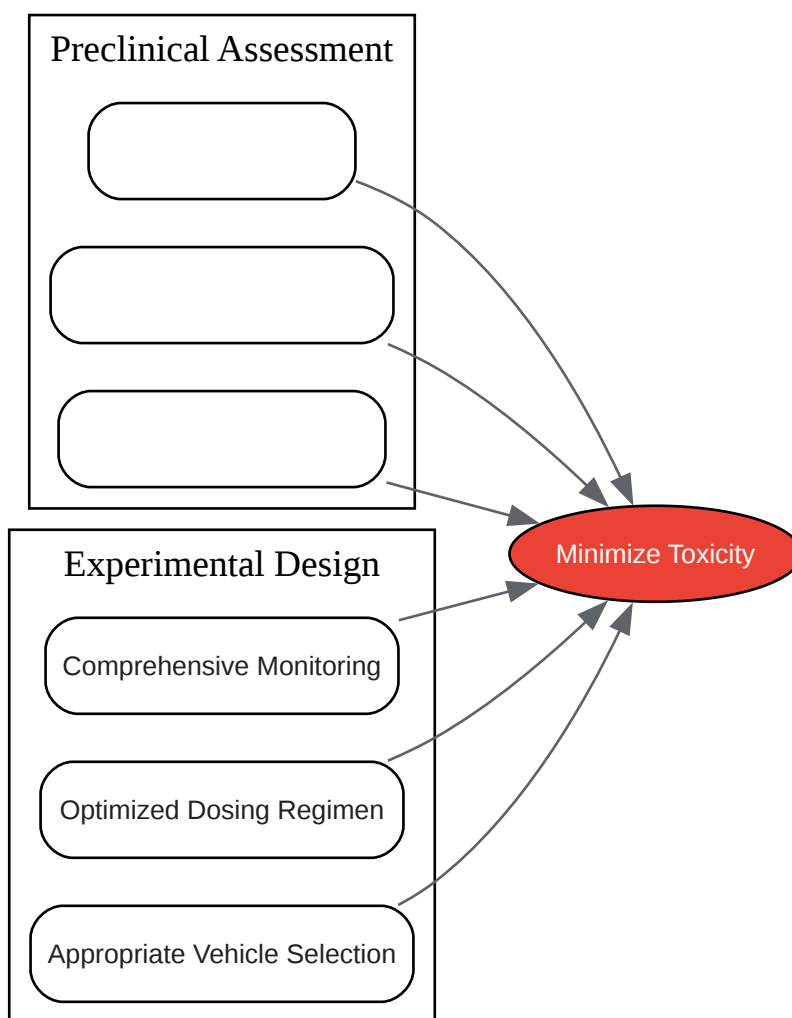 Preclinical Assessment
Minimize Toxicity
Experimental Design
Comprehensive Monitoring
Optimized Dosing Regimen
Appropriate Vehicle Selection